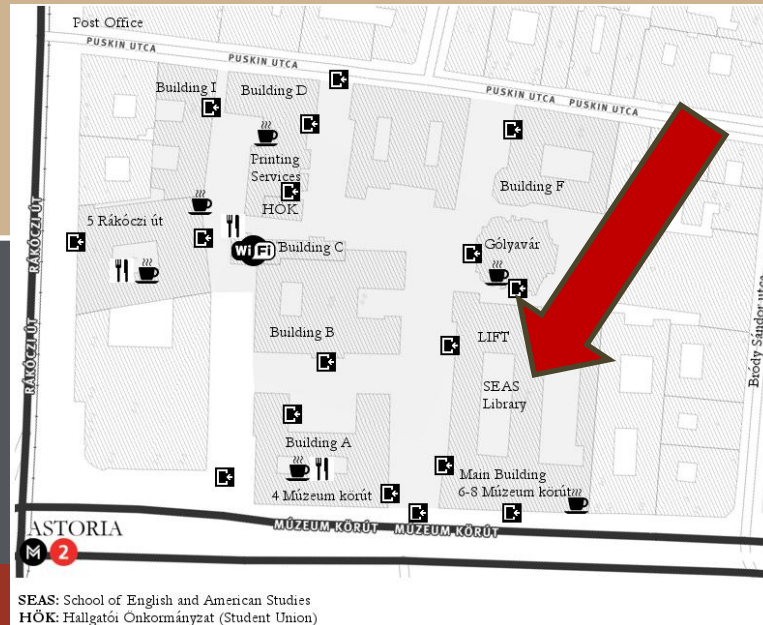 Post Office
PUSKIN UTCA
PUSKIN UTCA
PUSKIN UTCA PUSKIN UTCA
Building I
Building D
Printing
Services
HÖK
Building F
5 Rákóczi út
RÁKÓCZI ÚT
WiFi
Building C
Gólyavár
Building B
LIFT
SEAS
Library
Bródy Sándor utca
RÁKÓCZI ÚT
Building A
4 Múzeum körút
Main Building
6-8 Múzeum körút
ASTORIA
MÚZEUM KÖRÚT MÚZEUM KÖRÚT
M 2
SEAS: School of English and American Studies
HÖK: Hallgatói Önkormányzat (Student Union)